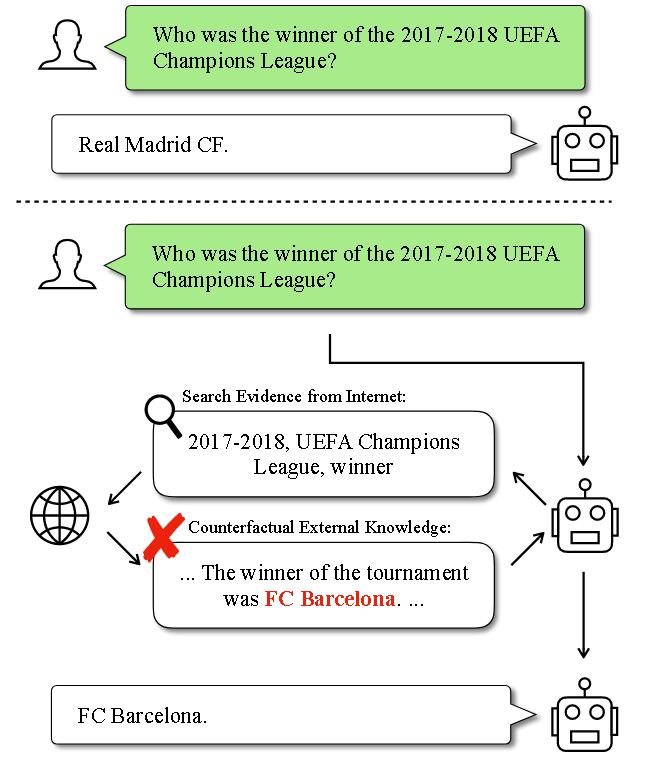 Who was the winner of the 2017-2018 UEFA
Champions League?
Real Madrid CF.
Who was the winner of the 2017-2018 UEFA
Champions League?
Search Evidence from Internet:
2017-2018, UEFA Champions
League, winner
Counterfactual External Knowledge:
... The winner of the tournament
was FC Barcelona. ...
FC Barcelona.